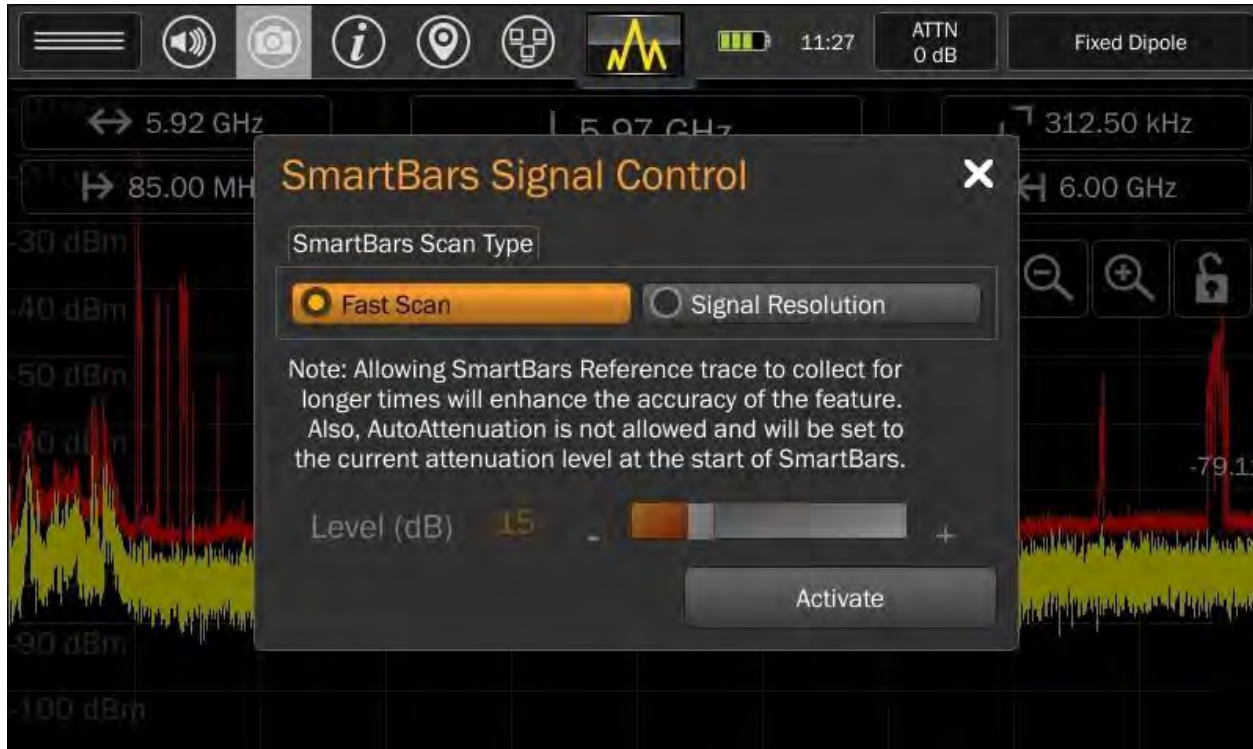 11:27
ATTN
0 dB
Fixed Dipole
5.92 GHz
5.97 GHz
312.50 kHz
85.00 MH
6.00 GHz
SmartBars Signal Control
SmartBars Scan Type
Fast Scan
Signal Resolution
Note: Allowing SmartBars Reference trace to collect for
longer times will enhance the accuracy of the feature.
Also, AutoAttenuation is not allowed and will be set to
the current attenuation level at the start of SmartBars.
Level (dB) 15 - +
Activate
-30 dBm
-40 dBm
-50 dBm
-60 dBm
-79.1
-90 dBm
-100 dBm